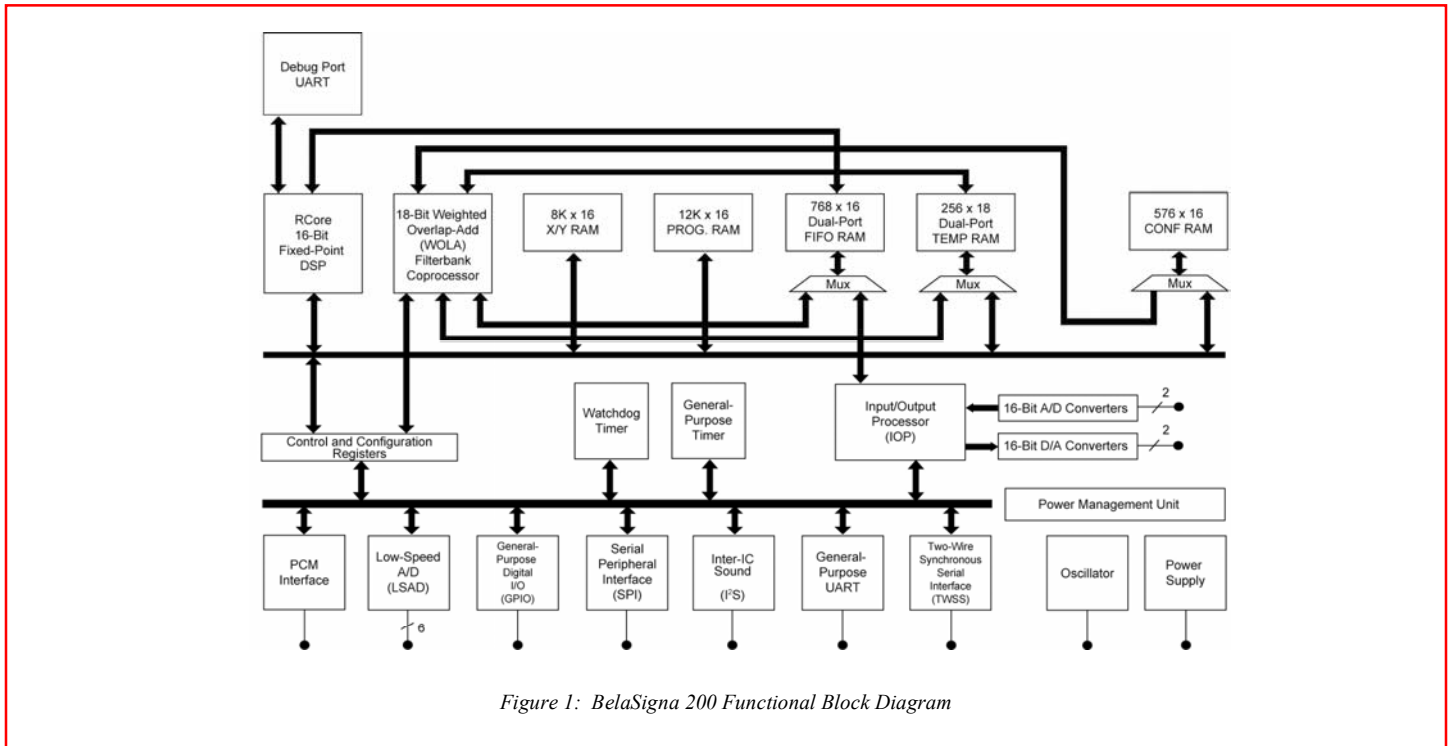 Debug Port
UART
RCore
16-Bit
Fixed-Point
DSP
18-Bit Weighted
Overlap-Add
(WOLA)
Filterbank
Coprocessor
8K x 16
X/Y RAM
12K x 16
PROG. RAM
768 x 16
Dual-Port
FIFO RAM
256 x 18
Dual-Port
TEMP RAM
576 x 16
CONF RAM
Mux
Mux
Mux
Control and Configuration
Registers
Watchdog
Timer
General-
Purpose
Timer
Input/Output
Processor
(IOP)
16-Bit A/D Converters
2
16-Bit D/A Converters
2
Power Management Unit
PCM
Interface
Low-Speed
A/D
(LSAD)
6
General-
Purpose
Digital
I/O
(GPIO)
Serial
Peripheral
Interface
(SPI)
Inter-IC
Sound
(I²S)
General-
Purpose
UART
Two-Wire
Synchronous
Serial
Interface
(TWSS)
Oscillator
Power
Supply
Figure 1: BelaSigna 200 Functional Block Diagram